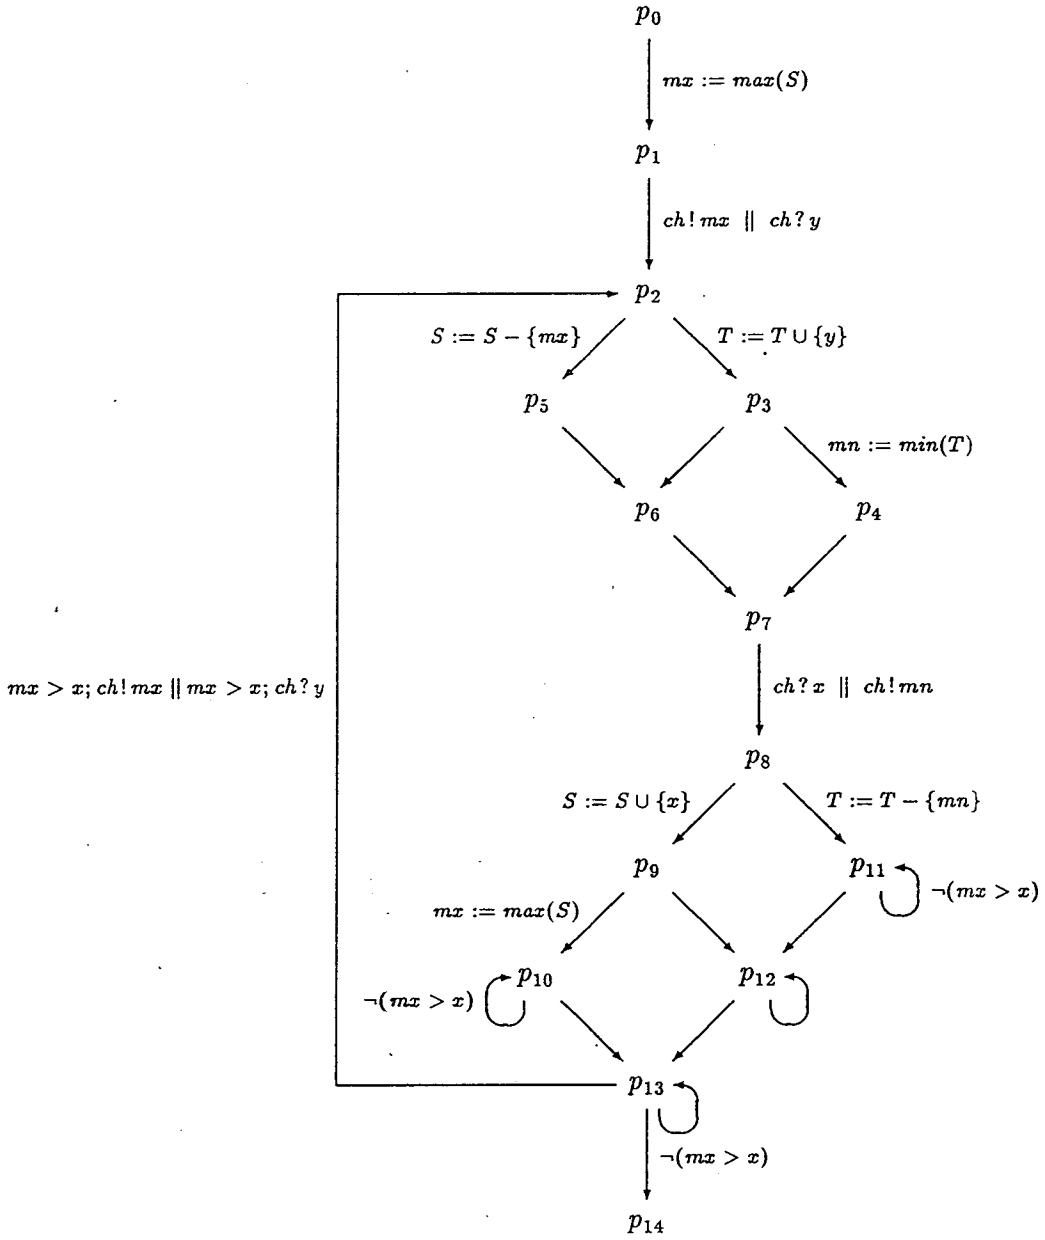 p₀
mx := max(S)
p₁
ch! mx || ch? y
p₂
S := S − {mx}
T := T ∪ {y}
p₅
p₃
mn := min(T)
p₆
p₄
p₇
mx > x; ch! mx || mx > x; ch? y
ch? x || ch! mn
p₈
S := S ∪ {x}
T := T − {mn}
p₉
p₁₁
¬(mx > x)
mx := max(S)
p₁₀
p₁₂
¬(mx > x)
p₁₃
¬(mx > x)
p₁₄